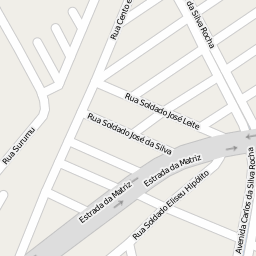 Rua Cento e
da Silva Rocha
Rua Soldado José Leite
Rua Surumu
Rua Soldado José da Silva
Estrada da Matriz
Estrada da Matriz
Rua Soldado Eliseu Hipólito
Avenida Carlos da Silva Rocha